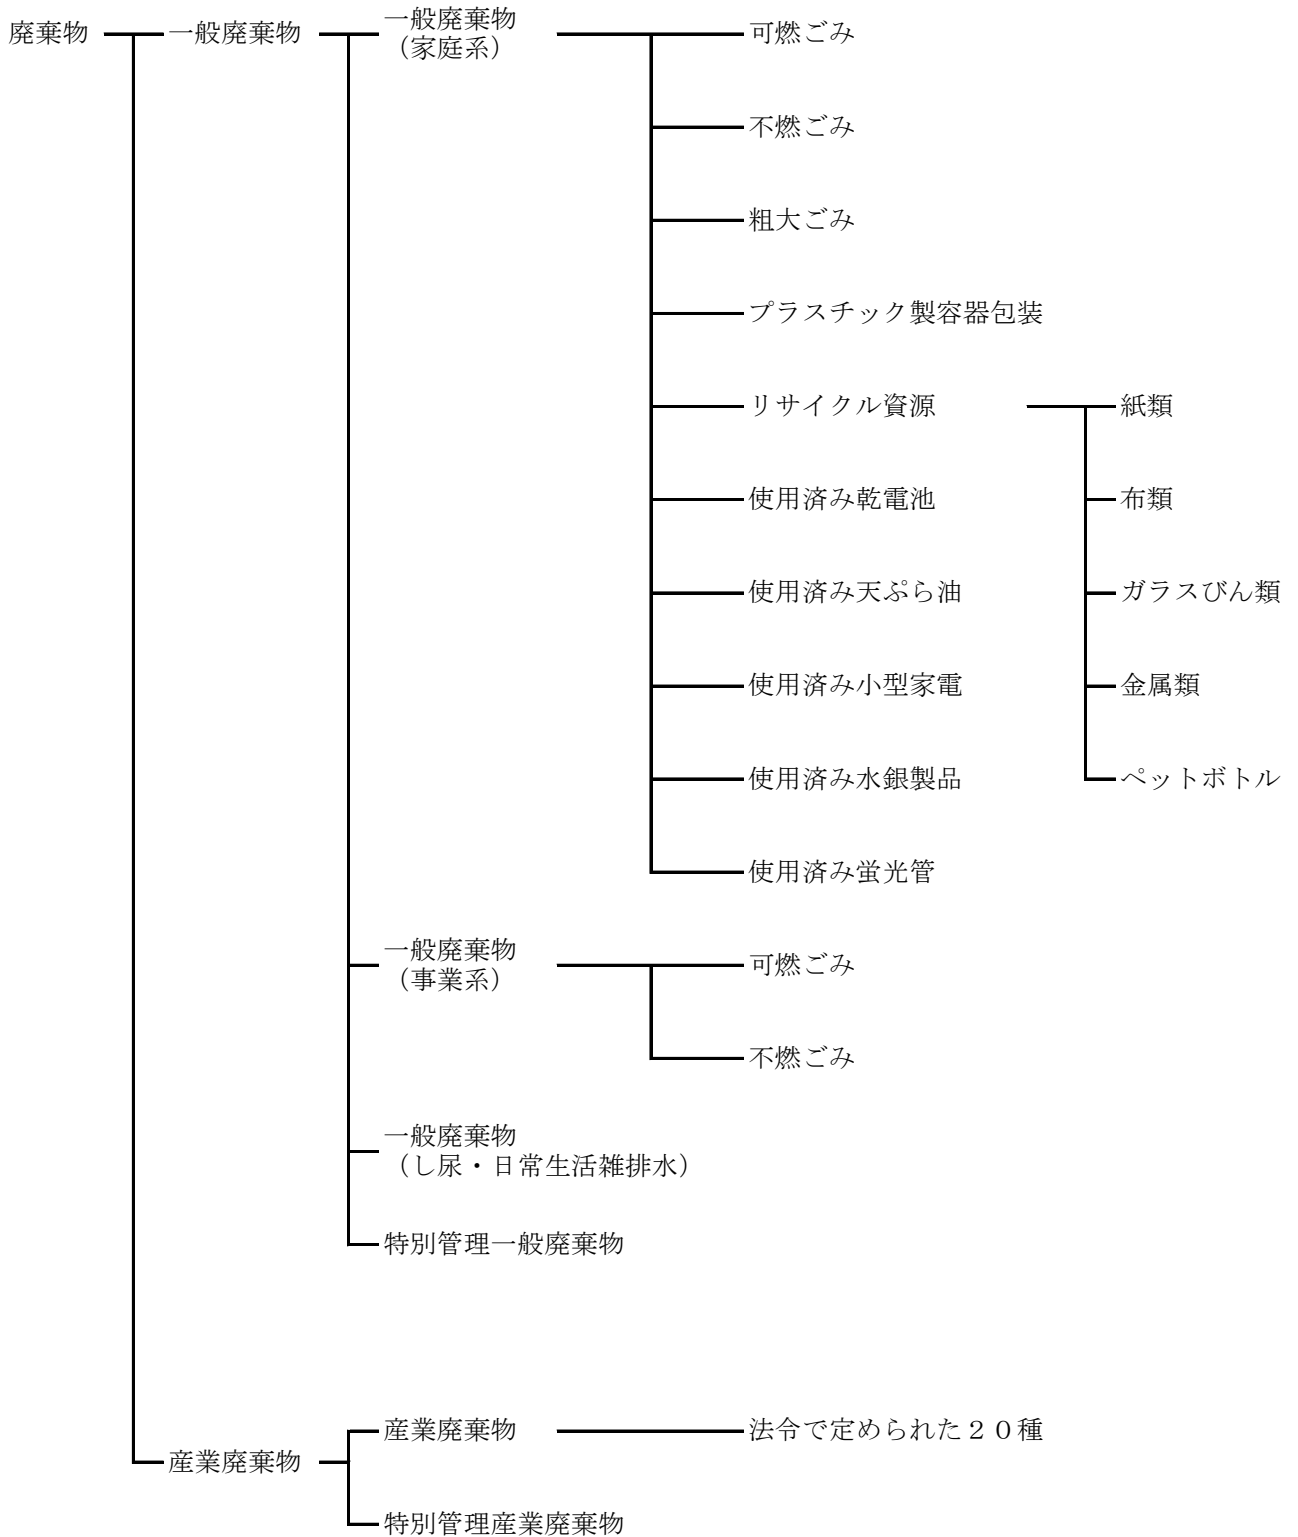 廃棄物
一般廃棄物
一般廃棄物
（家庭系）
可燃ごみ
不燃ごみ
粗大ごみ
プラスチック製容器包装
リサイクル資源
紙類
使用済み乾電池
布類
使用済み天ぷら油
ガラスびん類
使用済み小型家電
金属類
使用済み水銀製品
ペットボトル
使用済み蛍光管
一般廃棄物
（事業系）
可燃ごみ
不燃ごみ
一般廃棄物
（し尿・日常生活雑排水）
特別管理一般廃棄物
産業廃棄物
産業廃棄物
法令で定められた２０種
特別管理産業廃棄物